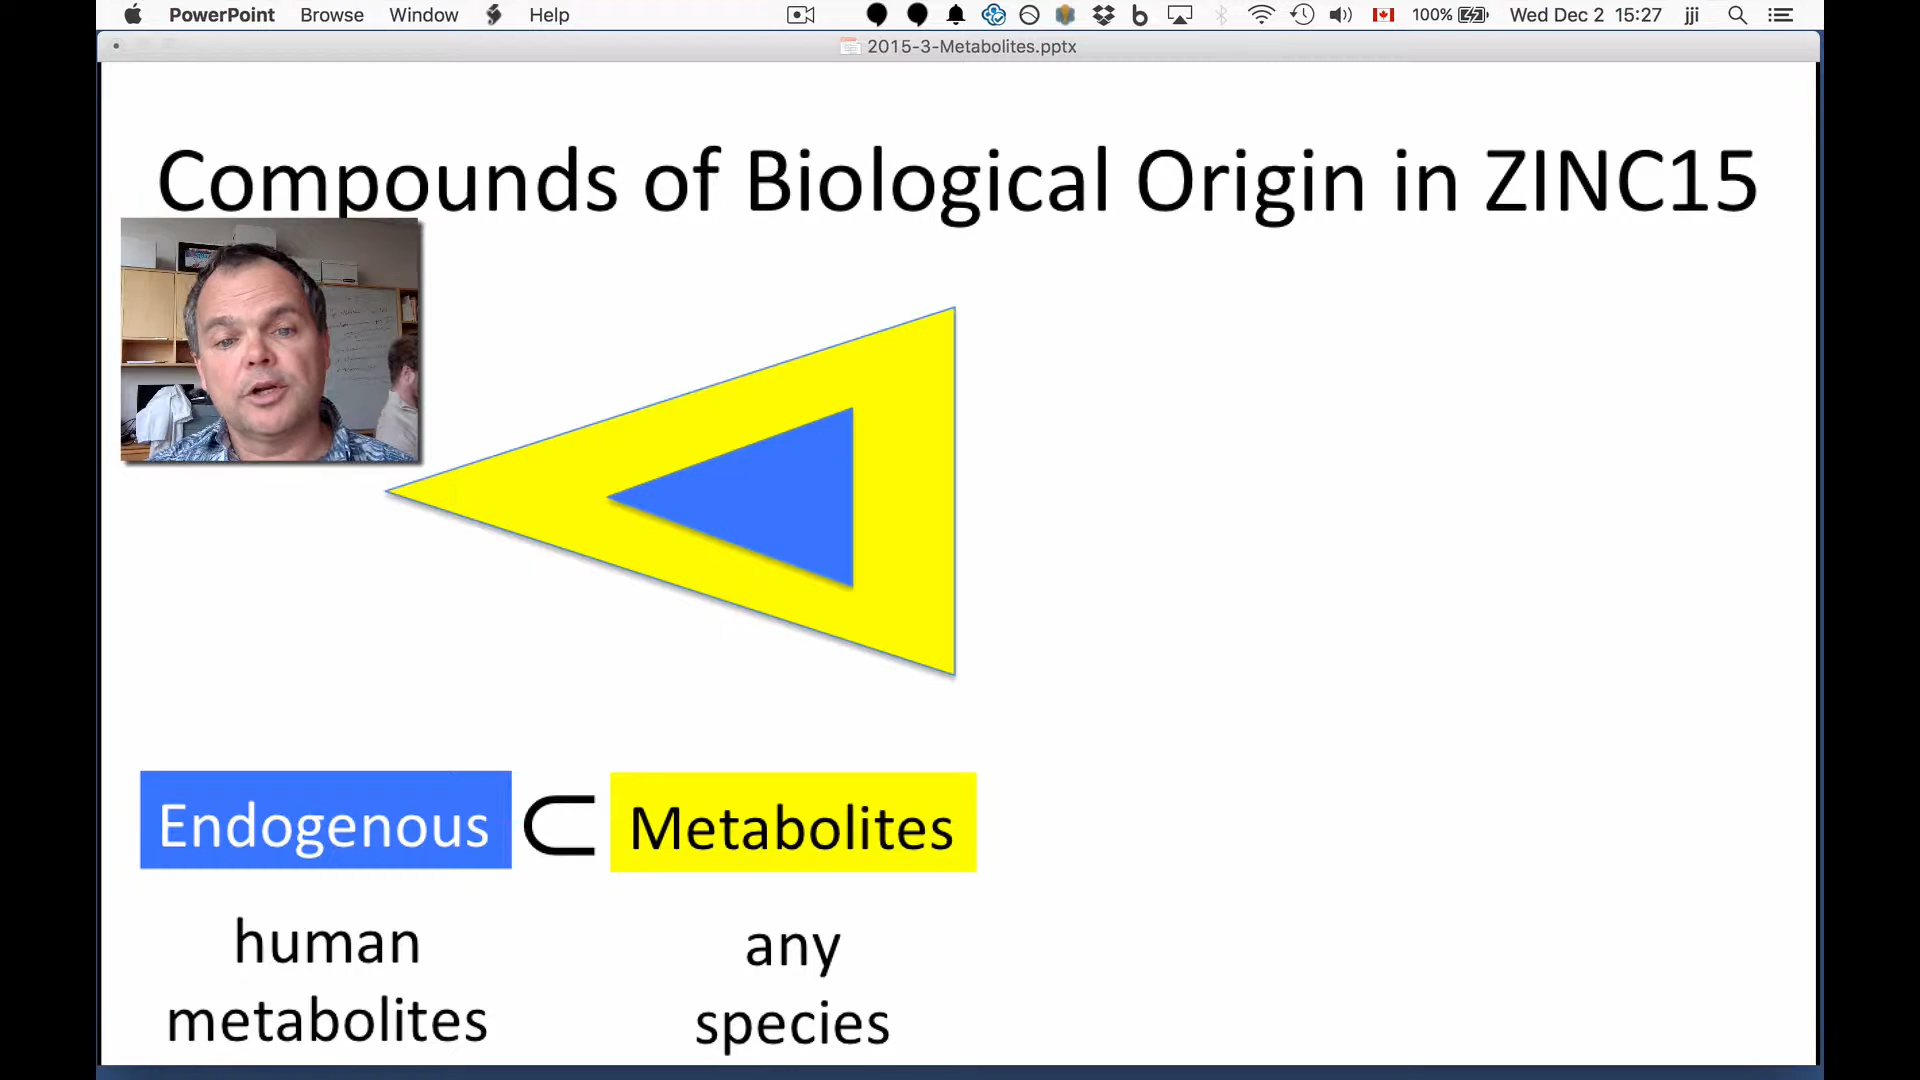 PowerPoint Browse Window Help 100% Wed Dec 2 15:27 jji
2015-3-Metabolites.pptx
Compounds of Biological Origin in ZINC15
Endogenous ⊂ Metabolites
human any
metabolites species